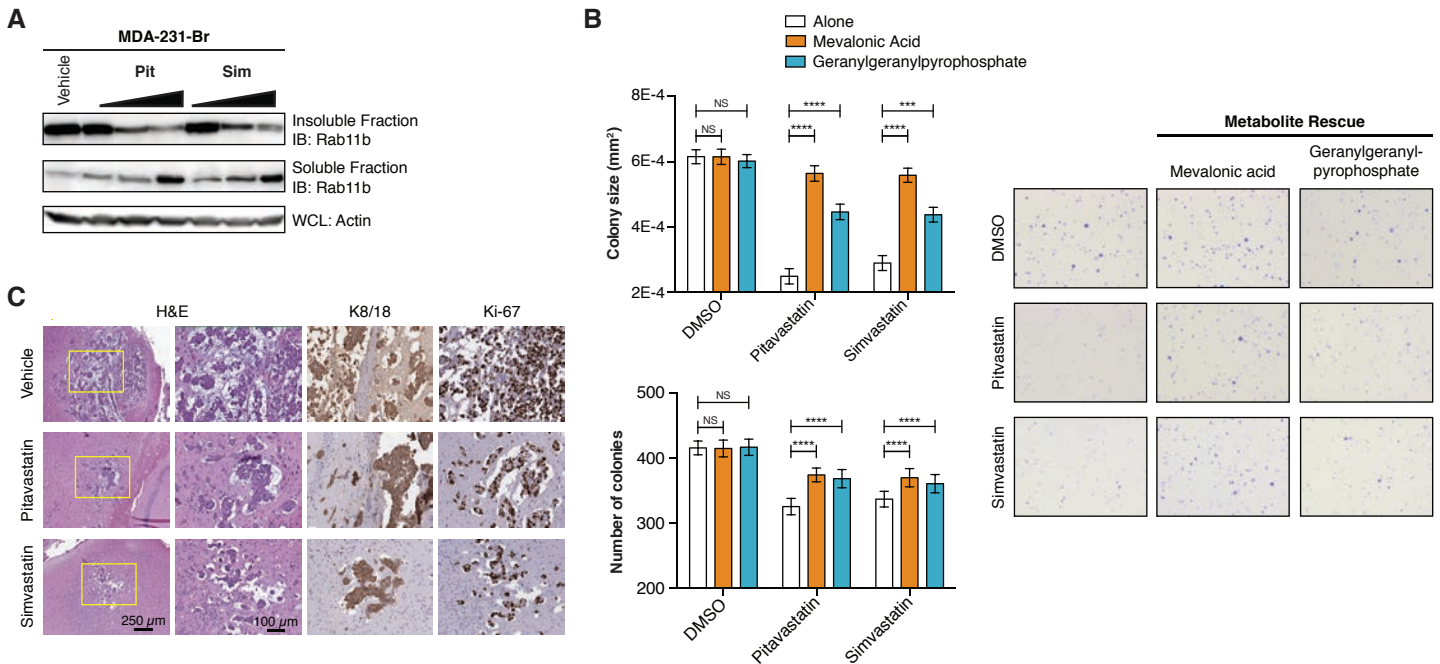 A
MDA-231-Br
Vehicle
Pit
Sim
Insoluble Fraction
IB: Rab11b
Soluble Fraction
IB: Rab11b
WCL: Actin
B
Alone
Mevalonic Acid
Geranylgeranylpyrophosphate
8E-4
6E-4
4E-4
2E-4
Colony size (mm²)
NS
NS
****
****
***
****
DMSO
Pitavastatin
Simvastatin
500
400
300
200
Number of colonies
NS
NS
****
****
****
****
DMSO
Pitavastatin
Simvastatin
Metabolite Rescue
Mevalonic acid
Geranylgeranyl-
pyrophosphate
DMSO
Pitvastatin
Simvastatin
C
H&E
K8/18
Ki-67
Vehicle
Pitavastatin
Simvastatin
250 µm
100 µm